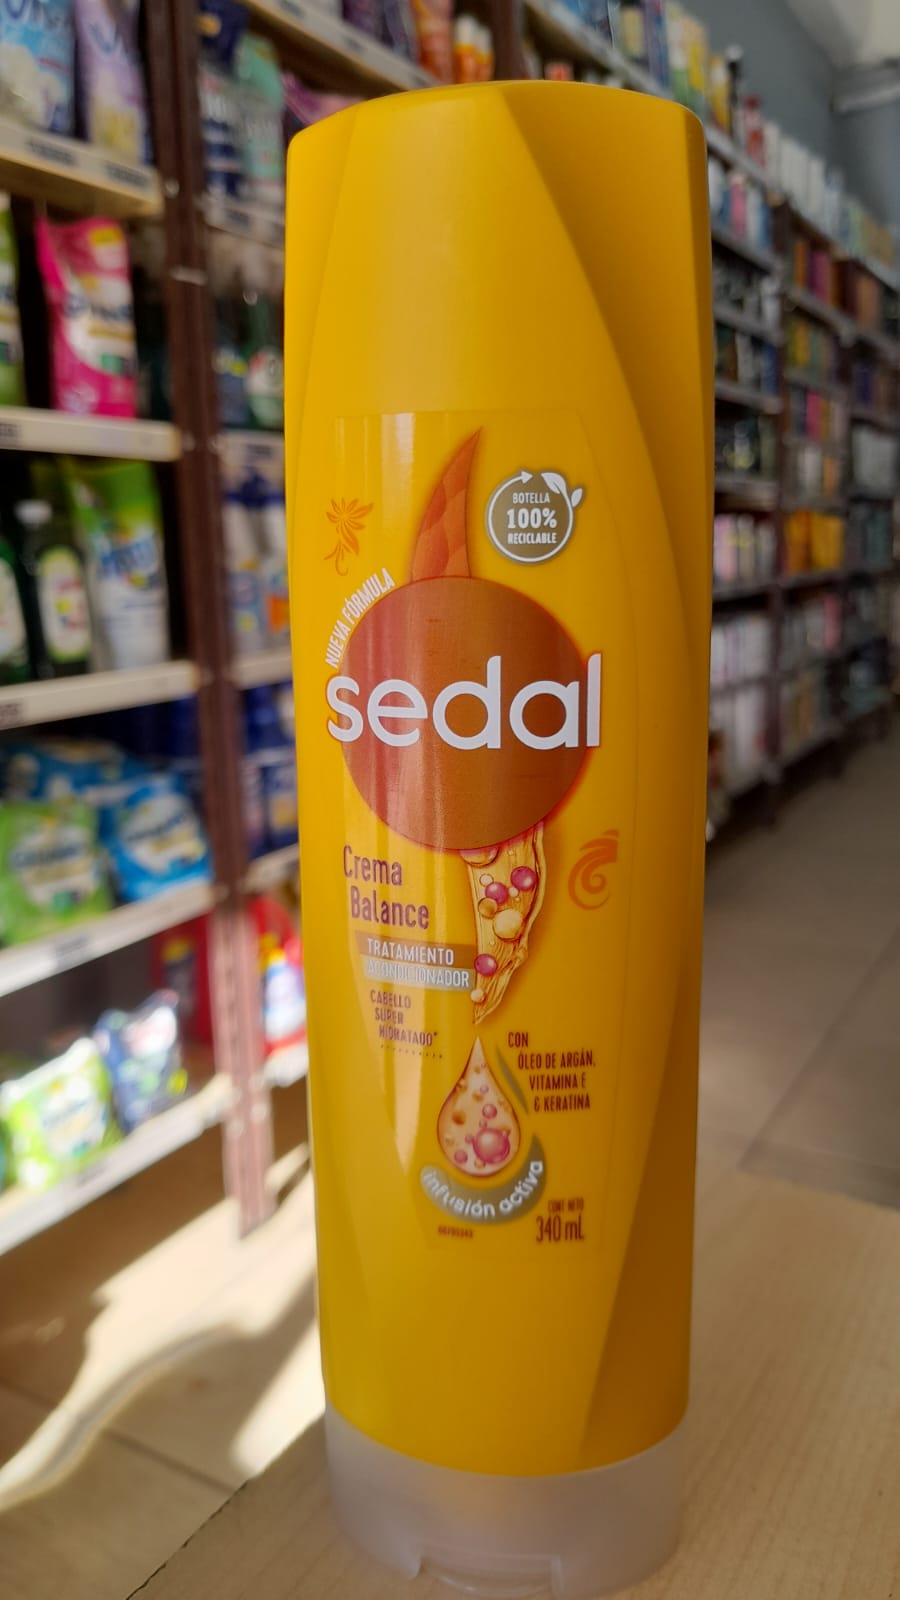 BOTELLA
100%
RECICLABLE
NUEVA FÓRMULA
sedal
Crema
Balance
TRATAMIENTO
ACONDICIONADOR
CABELLO
SUPER
HIDRATADO*
CON
ÓLEO DE ARGÁN,
VITAMINA E
& KERATINA
infusión activa
CONT. NETO
340 mL